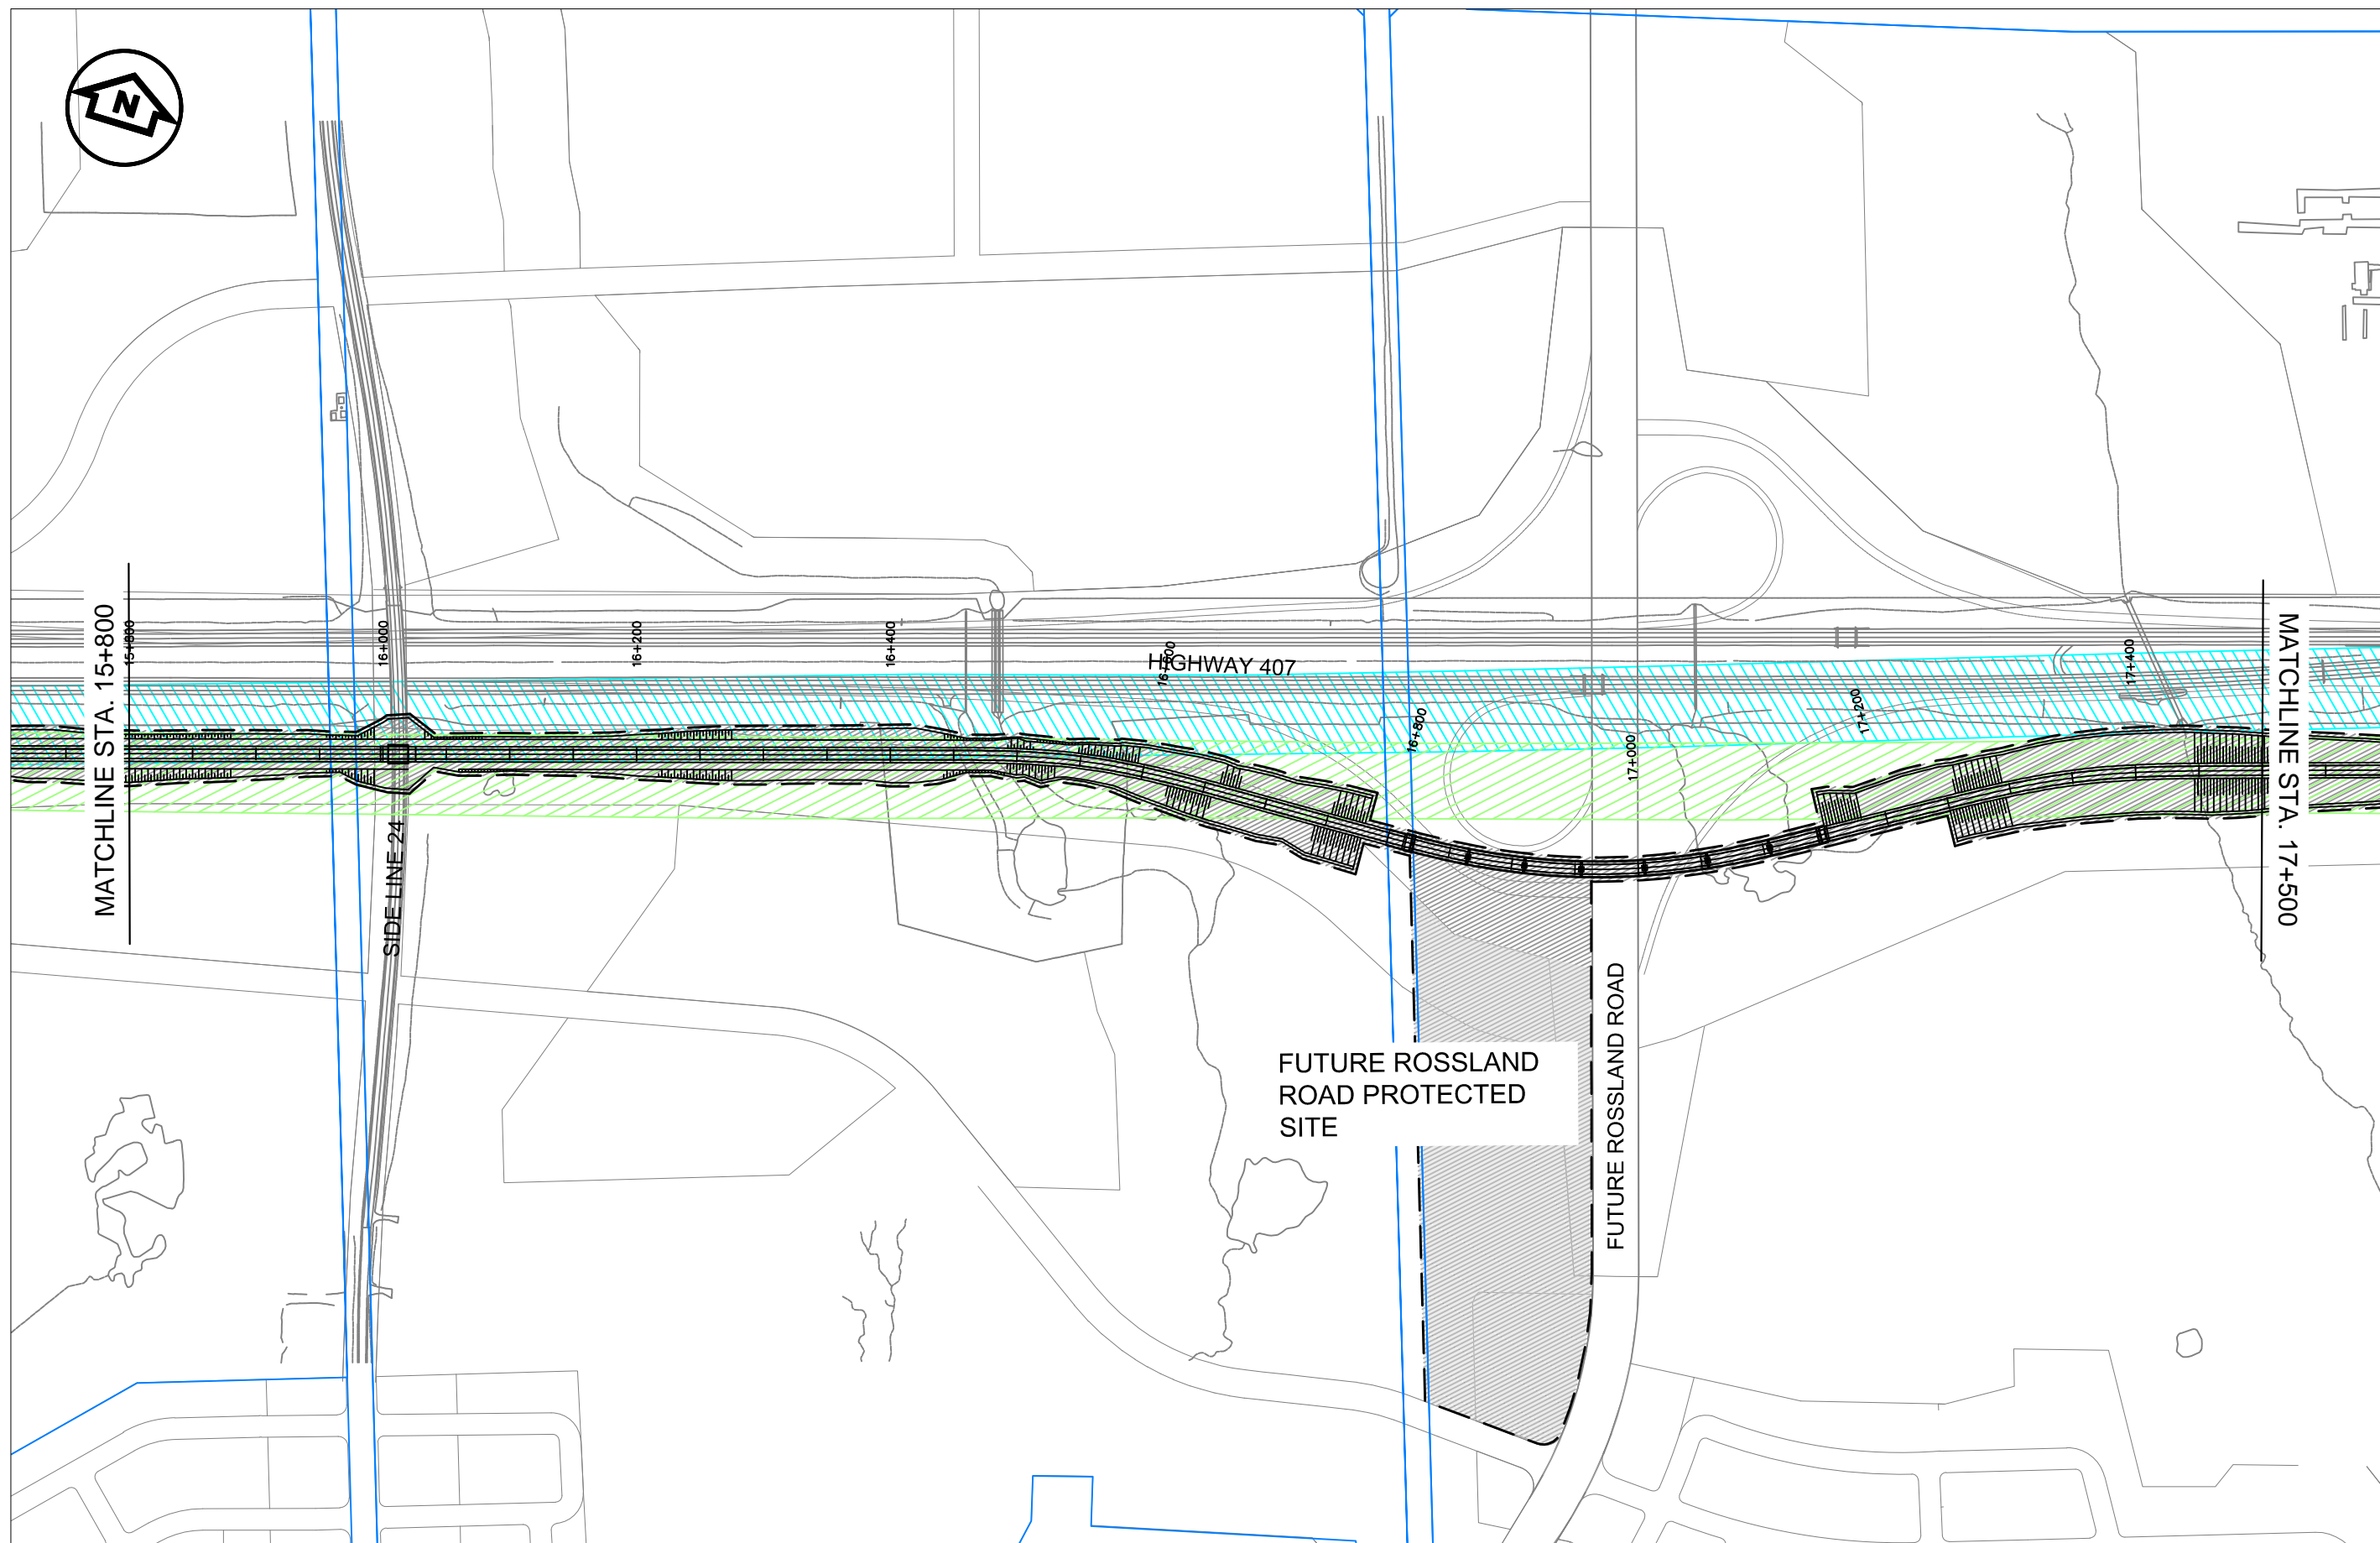 N
MATCHLINE STA. 15+800
15+800
16+000
16+200
16+400
16+600
HIGHWAY 407
16+800
17+000
17+200
17+400
MATCHLINE STA. 17+500
SIDE LINE 24
FUTURE ROSSLAND
ROAD PROTECTED
SITE
FUTURE ROSSLAND ROAD